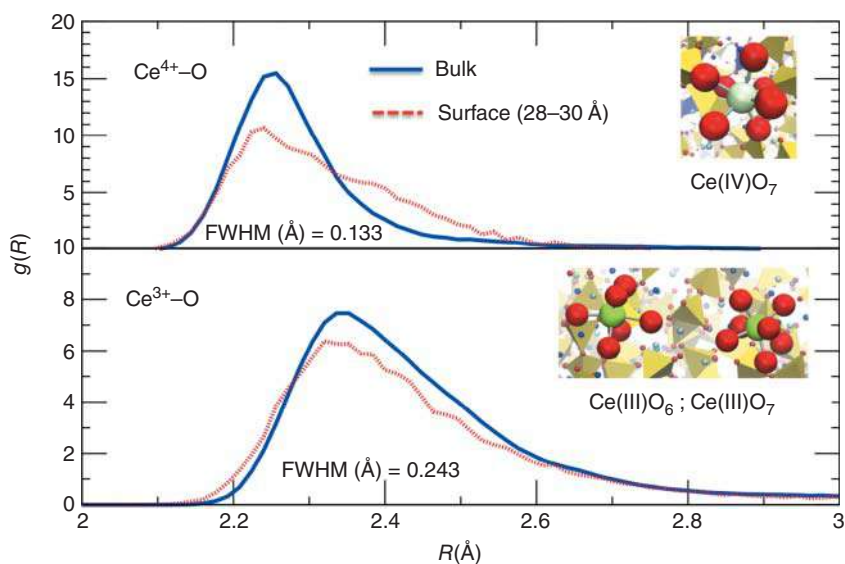 20
15
10
5
10
8
6
4
2
0
g(R)
Ce⁴⁺–O
Bulk
Surface (28–30 Å)
Ce(IV)O₇
FWHM (Å) = 0.133
Ce³⁺–O
Ce(III)O₆ ; Ce(III)O₇
FWHM (Å) = 0.243
2 2.2 2.4 2.6 2.8 3
R(Å)